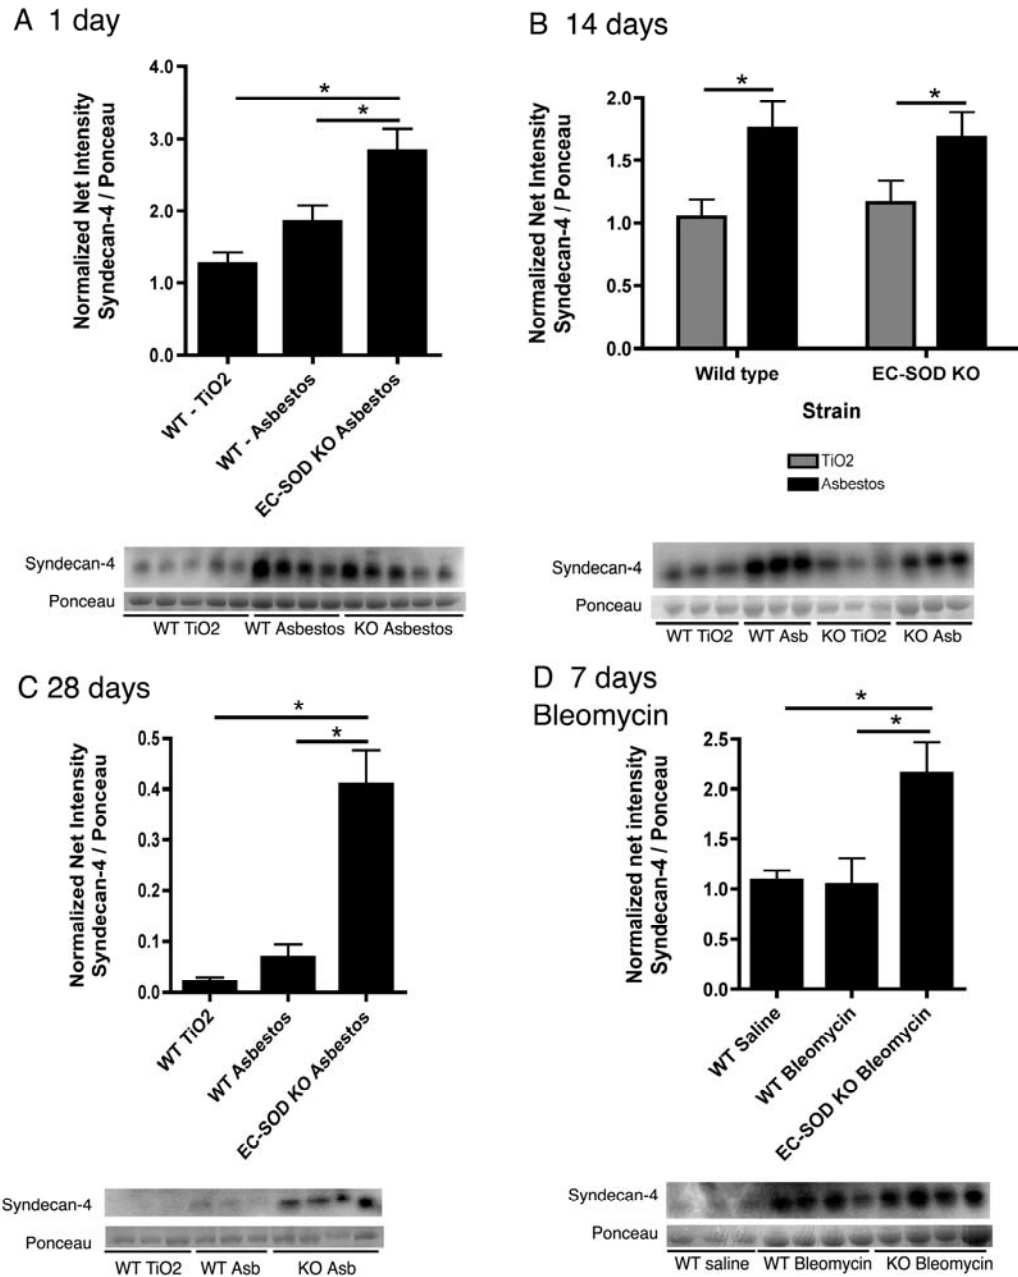 A 1 day
Normalized Net Intensity
Syndecan-4 / Ponceau
4.0
3.0
2.0
1.0
0.0
*
*
WT - TiO2
WT - Asbestos
EC-SOD KO Asbestos
Syndecan-4
Ponceau
WT TiO2 WT Asbestos KO Asbestos
B 14 days
Normalized Net Intensity
Syndecan-4 / Ponceau
2.0
1.5
1.0
0.5
0.0
*
*
Wild type EC-SOD KO
Strain
TiO2
Asbestos
Syndecan-4
Ponceau
WT TiO2 WT Asb KO TiO2 KO Asb
C 28 days
Normalized Net Intensity
Syndecan-4 / Ponceau
0.5
0.4
0.3
0.2
0.1
0.0
*
*
WT TiO2
WT Asbestos
EC-SOD KO Asbestos
Syndecan-4
Ponceau
WT TiO2 WT Asb KO Asb
D 7 days
Bleomycin
Normalized net intensity
Syndecan-4 / Ponceau
2.5
2.0
1.5
1.0
0.5
0.0
*
*
WT Saline
WT Bleomycin
EC-SOD KO Bleomycin
Syndecan-4
Ponceau
WT saline WT Bleomycin KO Bleomycin